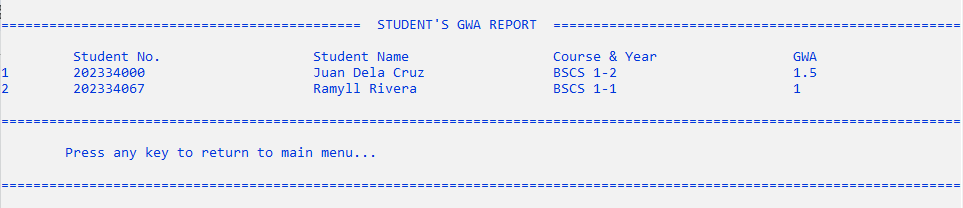 ============================================= STUDENT'S GWA REPORT ===================================================
Student No. Student Name Course & Year GWA
1 202334000 Juan Dela Cruz BSCS 1-2 1.5
2 202334067 Ramyll Rivera BSCS 1-1 1
========================================================================================================================
Press any key to return to main menu...
========================================================================================================================